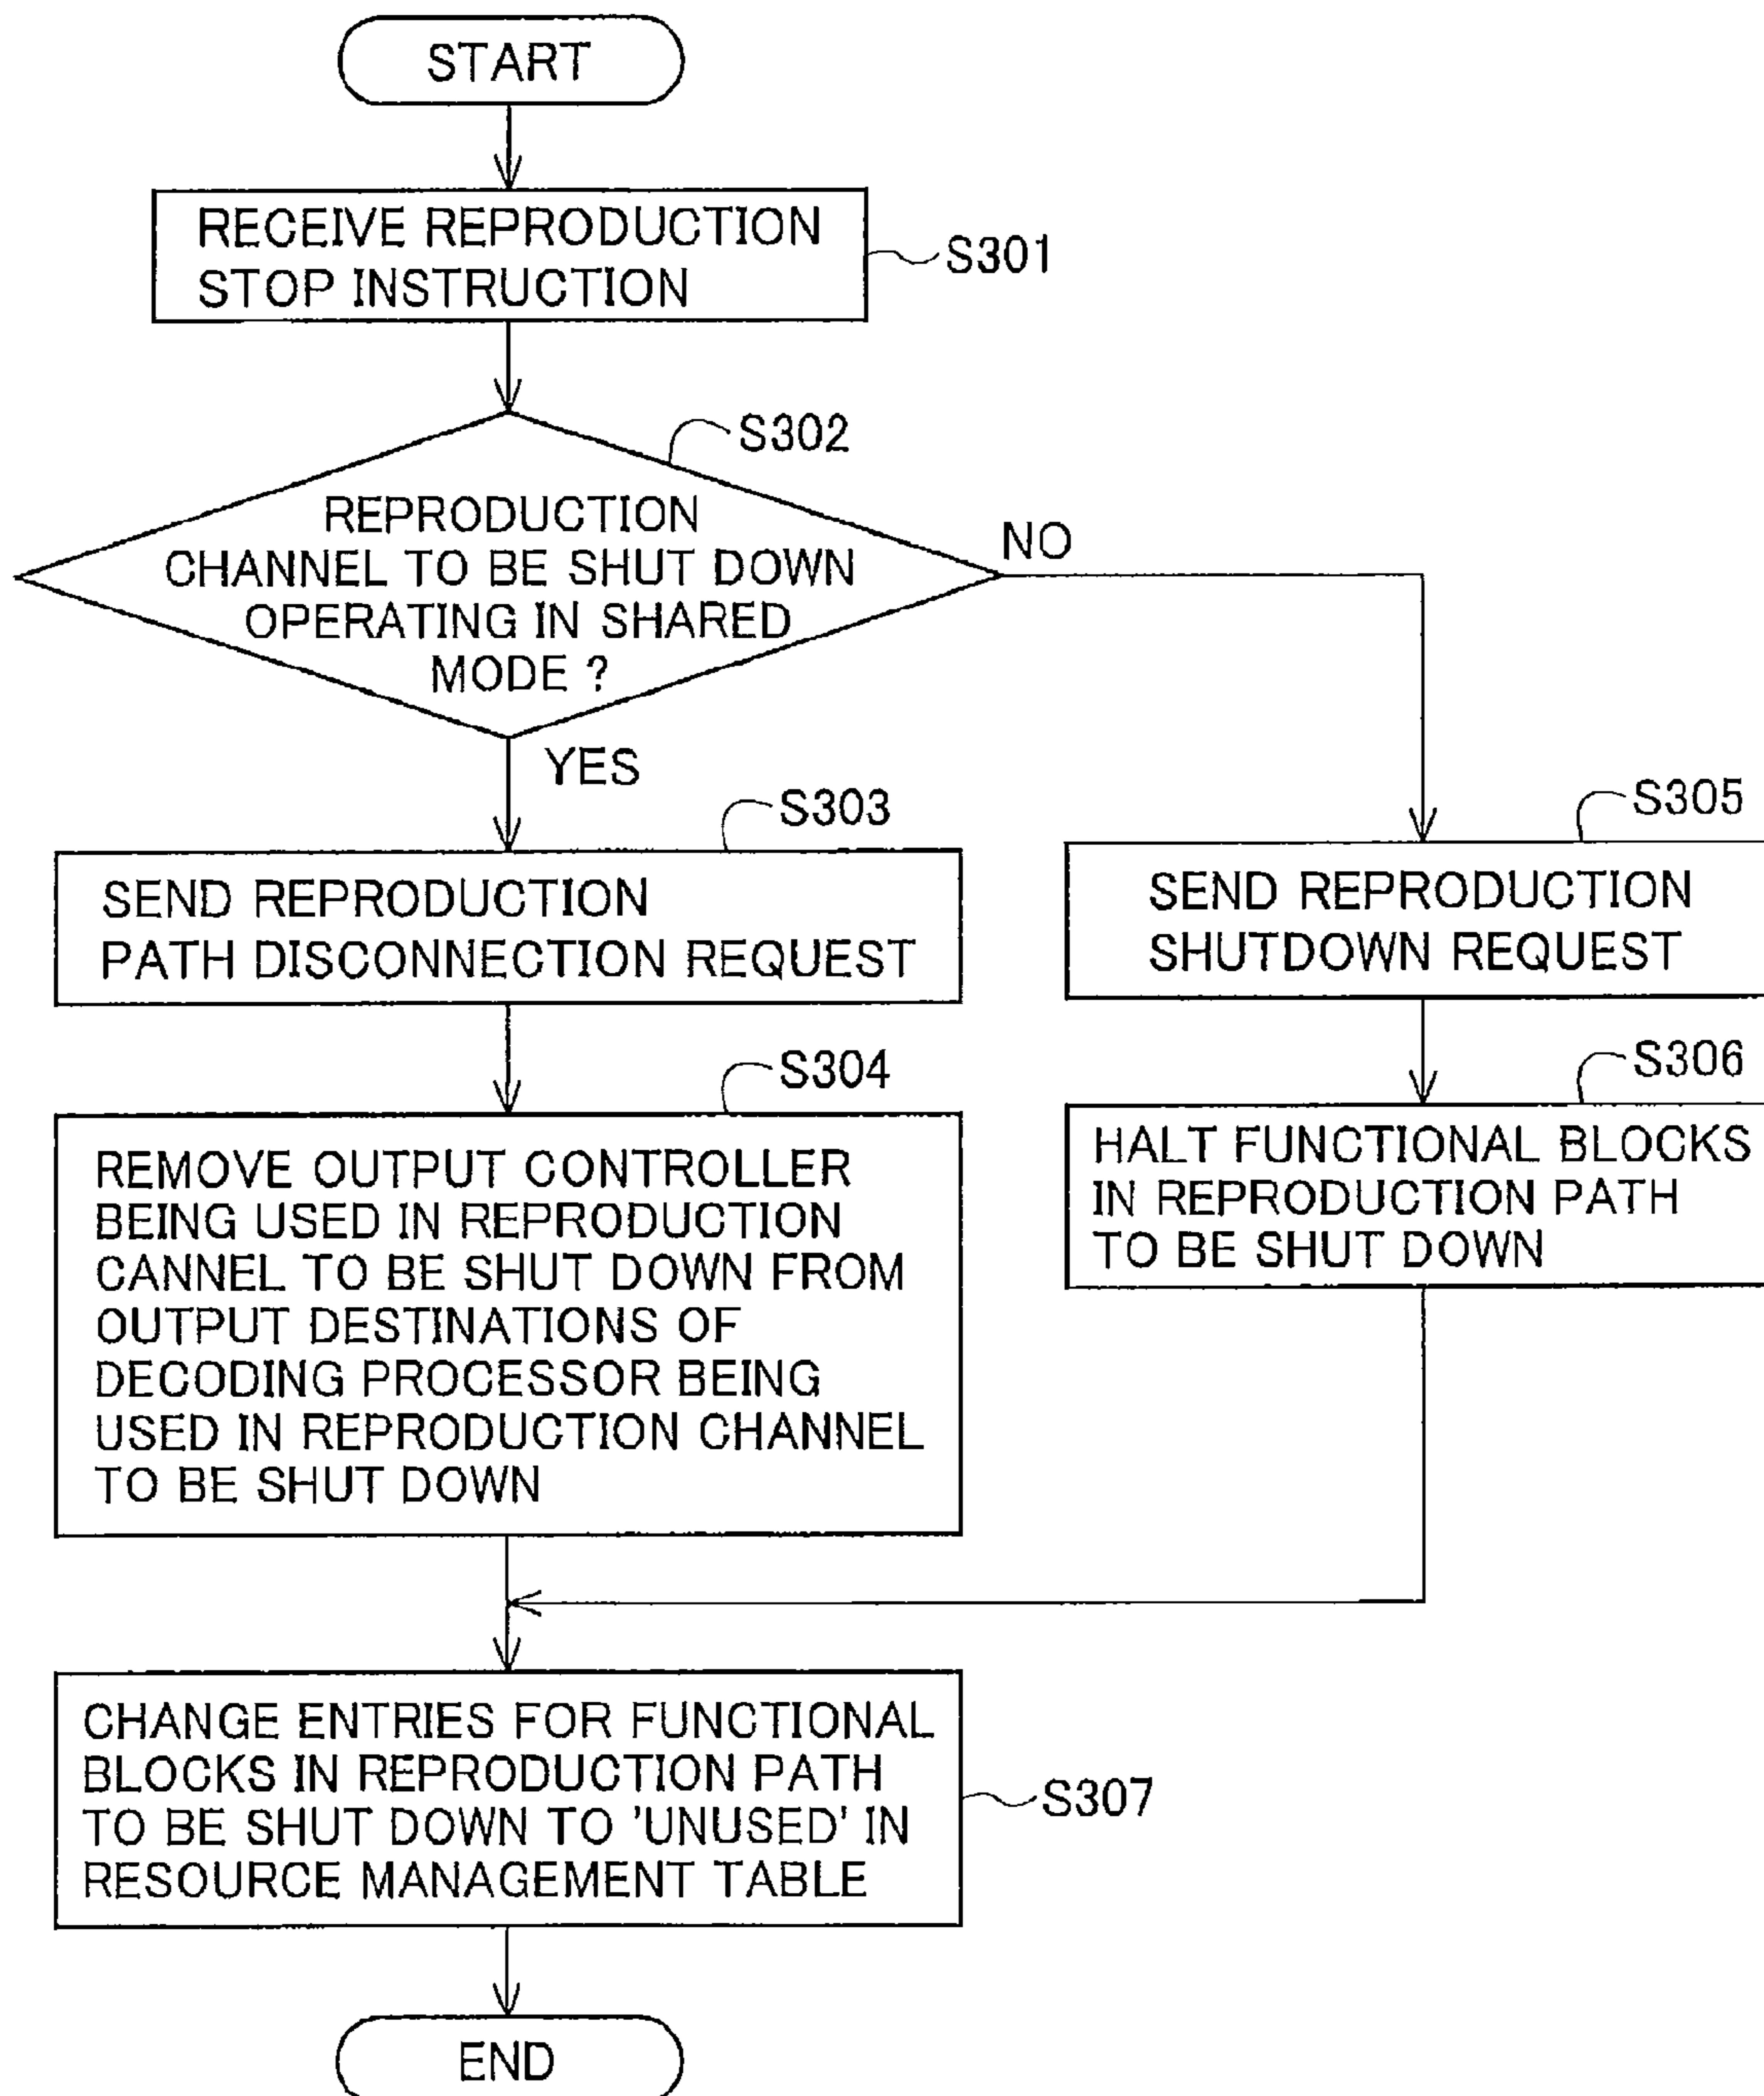 START
RECEIVE REPRODUCTION
STOP INSTRUCTION
S301
S302
REPRODUCTION
CHANNEL TO BE SHUT DOWN
OPERATING IN SHARED
MODE ?
NO
YES
S303
SEND REPRODUCTION
PATH DISCONNECTION REQUEST
S305
SEND REPRODUCTION
SHUTDOWN REQUEST
S304
REMOVE OUTPUT CONTROLLER
BEING USED IN REPRODUCTION
CANNEL TO BE SHUT DOWN FROM
OUTPUT DESTINATIONS OF
DECODING PROCESSOR BEING
USED IN REPRODUCTION CHANNEL
TO BE SHUT DOWN
S306
HALT FUNCTIONAL BLOCKS
IN REPRODUCTION PATH
TO BE SHUT DOWN
CHANGE ENTRIES FOR FUNCTIONAL
BLOCKS IN REPRODUCTION PATH
TO BE SHUT DOWN TO 'UNUSED' IN
RESOURCE MANAGEMENT TABLE
S307
END